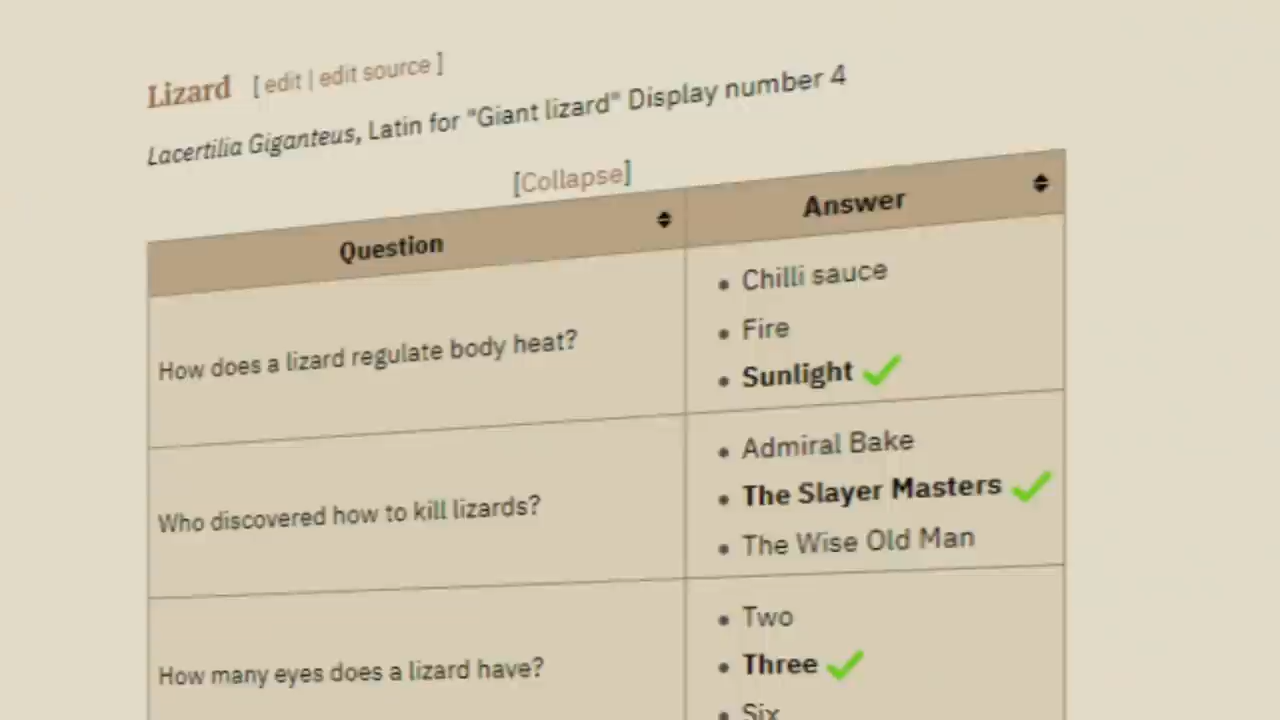 Lizard [ edit | edit source ]
Lacertilia Giganteus, Latin for "Giant lizard" Display number 4
[Collapse]
Question Answer
How does a lizard regulate body heat?
• Chilli sauce
• Fire
• Sunlight
Who discovered how to kill lizards?
• Admiral Bake
• The Slayer Masters
• The Wise Old Man
How many eyes does a lizard have?
• Two
• Three
• Six